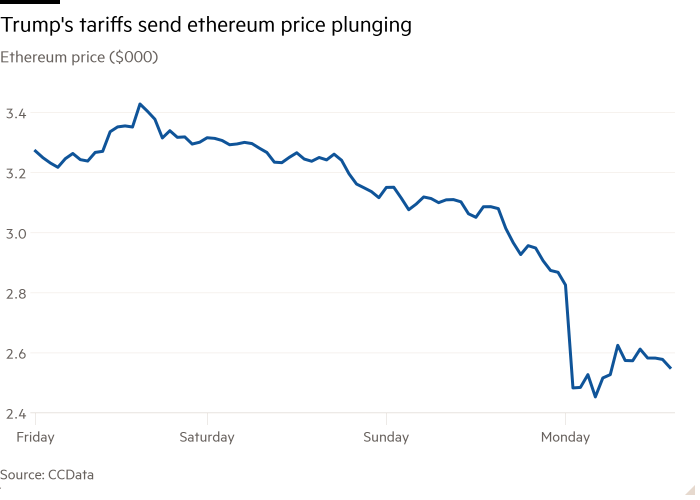 Trump's tariffs send ethereum price plunging
Ethereum price ($000)
3.4
3.2
3.0
2.8
2.6
2.4
Friday Saturday Sunday Monday
Source: CCData